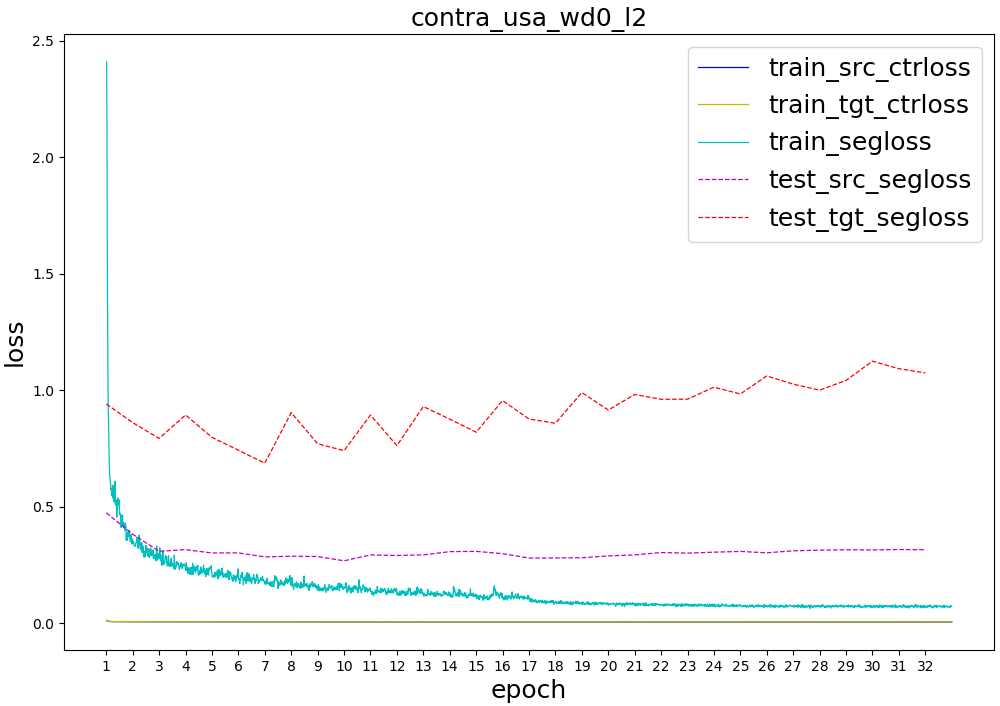 contra_usa_wd0_l2
2.5
2.0
1.5
1.0
0.5
0.0
loss
train_src_ctrloss
train_tgt_ctrloss
train_segloss
test_src_segloss
test_tgt_segloss
1 2 3 4 5 6 7 8 9 10 11 12 13 14 15 16 17 18 19 20 21 22 23 24 25 26 27 28 29 30 31 32
epoch